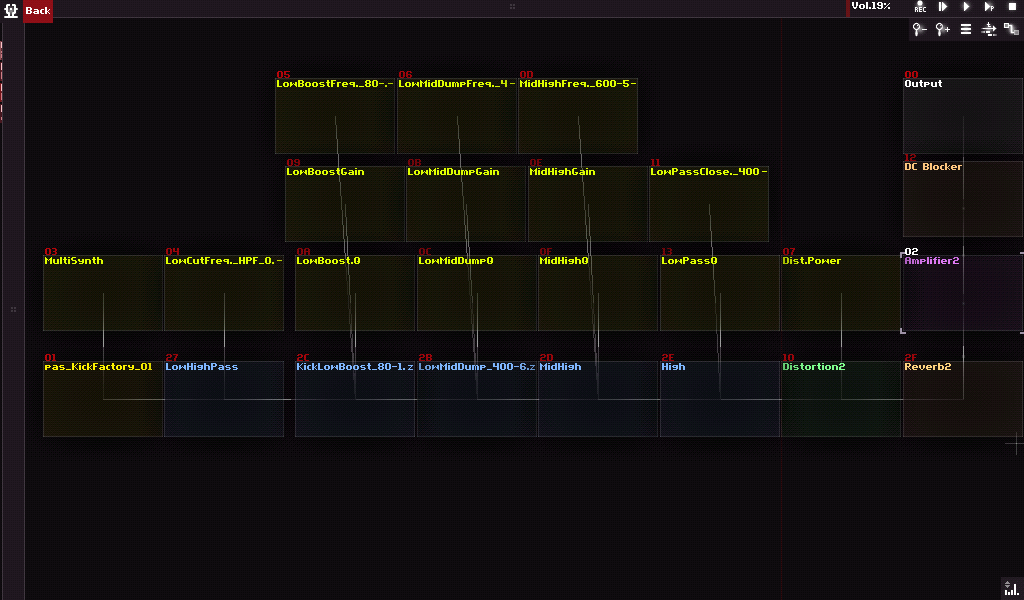 Back
Vol.19%
REC
05 08 0D 00
LowBoostFreq._80-.- LowMidDumpFreq._4- MidHighFreq._600-5- Output
09 0B 0E 11 12
LowBoostGain LowMidDumpGain MidHighGain LowPassClose._400- DC Blocker
03 04 0A 0C 0F 13 07 02
MultiSynth LowCutFreq._HPF_0.- LowBoost.0 LowMidDump0 MidHigh0 LowPass0 Dist.Power Amplifier2
01 27 2C 2B 2D 2E 10 2F
pas_KickFactory_01 LowHighPass KickLowBoost_80-1.z LowMidDump_400-6.z MidHigh High Distortion2 Reverb2